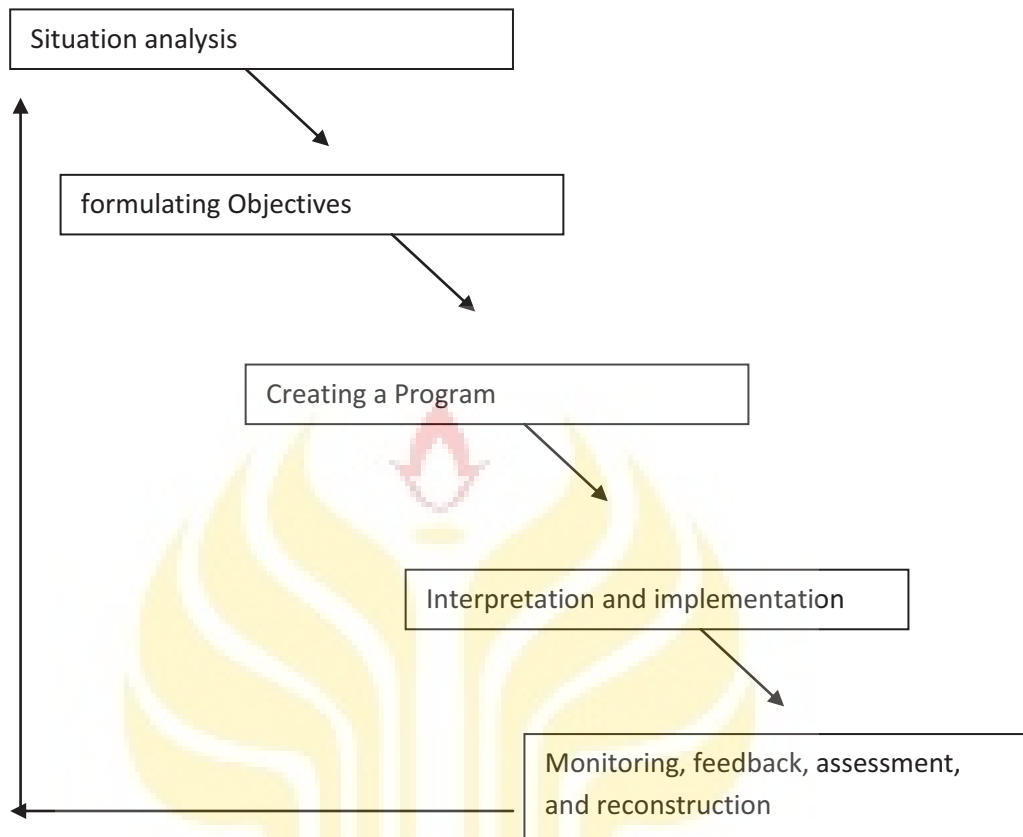 Situation analysis
formulating Objectives
Creating a Program
Interpretation and implementation
Monitoring, feedback, assessment,
and reconstruction